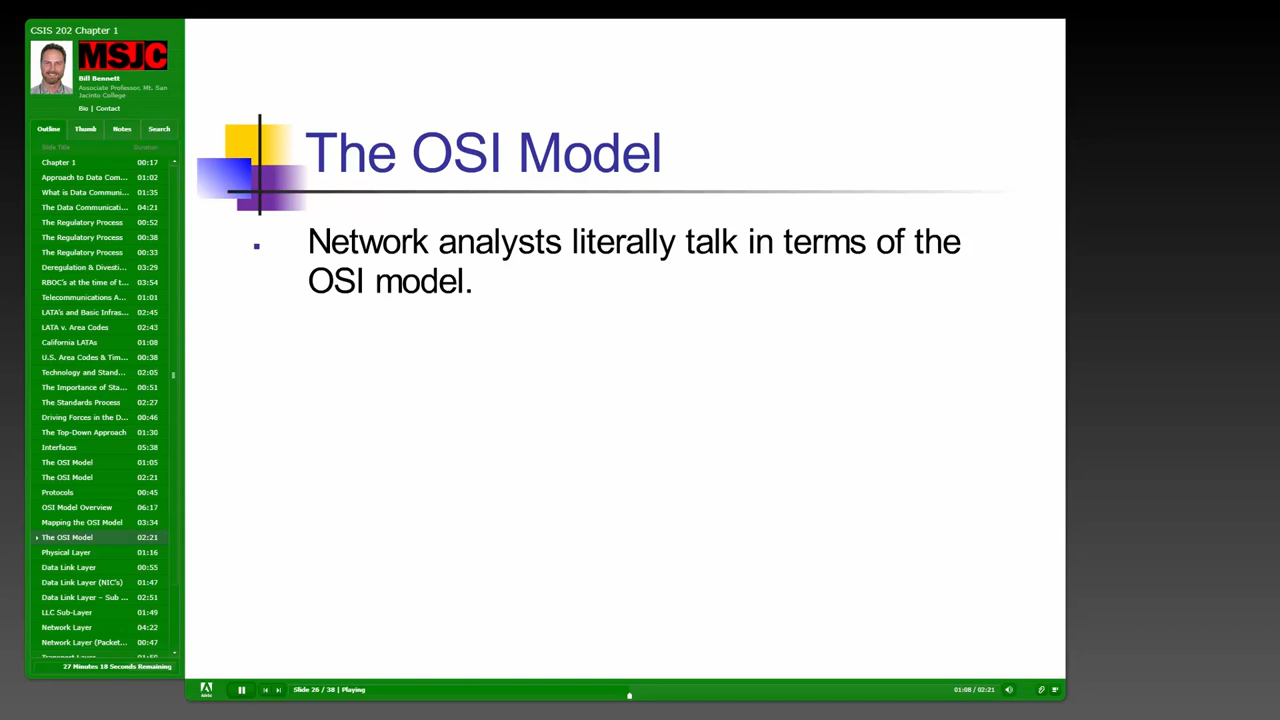 CSIS 202 Chapter 1
MSJC
Bill Bennett
Associate Professor, Mt. San
Jacinto College
Bio | Contact
Outline Thumb Notes Search
Slide Title Duration
Chapter 1 00:17
Approach to Data Com... 01:02
What is Data Communi... 01:35
The Data Communicati... 04:21
The Regulatory Process 00:52
The Regulatory Process 00:38
The Regulatory Process 00:33
Deregulation & Divesti... 03:29
RBOC's at the time of t... 03:54
Telecommunications A... 01:01
LATA's and Basic Infras... 02:45
LATA v. Area Codes 02:43
California LATAs 01:08
U.S. Area Codes & Tim... 00:38
Technology and Stand... 02:05
The Importance of Sta... 00:51
The Standards Process 02:27
Driving Forces in the D... 00:46
The Top-Down Approach 01:30
Interfaces 05:38
The OSI Model 01:05
The OSI Model 02:21
Protocols 00:45
OSI Model Overview 06:17
Mapping the OSI Model 03:34
The OSI Model 02:21
Physical Layer 01:16
Data Link Layer 00:55
Data Link Layer (NIC's) 01:47
Data Link Layer – Sub ... 02:51
LLC Sub-Layer 01:49
Network Layer 04:22
Network Layer (Packet... 00:47
27 Minutes 18 Seconds Remaining
The OSI Model
Network analysts literally talk in terms of the
OSI model.
Slide 26 / 38 | Playing
01:08 / 02:21